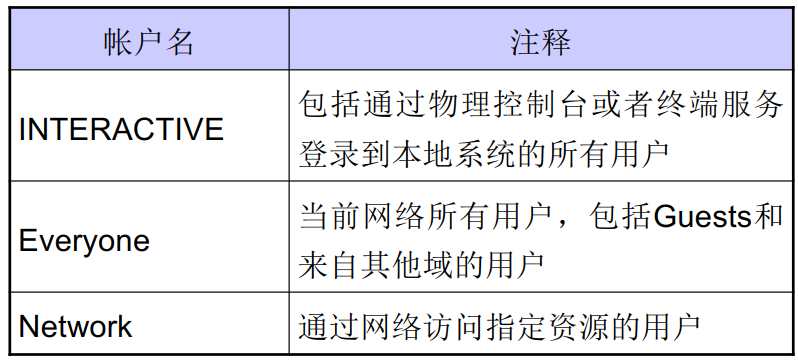 帐户名
注释
INTERACTIVE
包括通过物理控制台或者终端服务
登录到本地系统的所有用户
Everyone
当前网络所有用户，包括Guests和
来自其他域的用户
Network
通过网络访问指定资源的用户